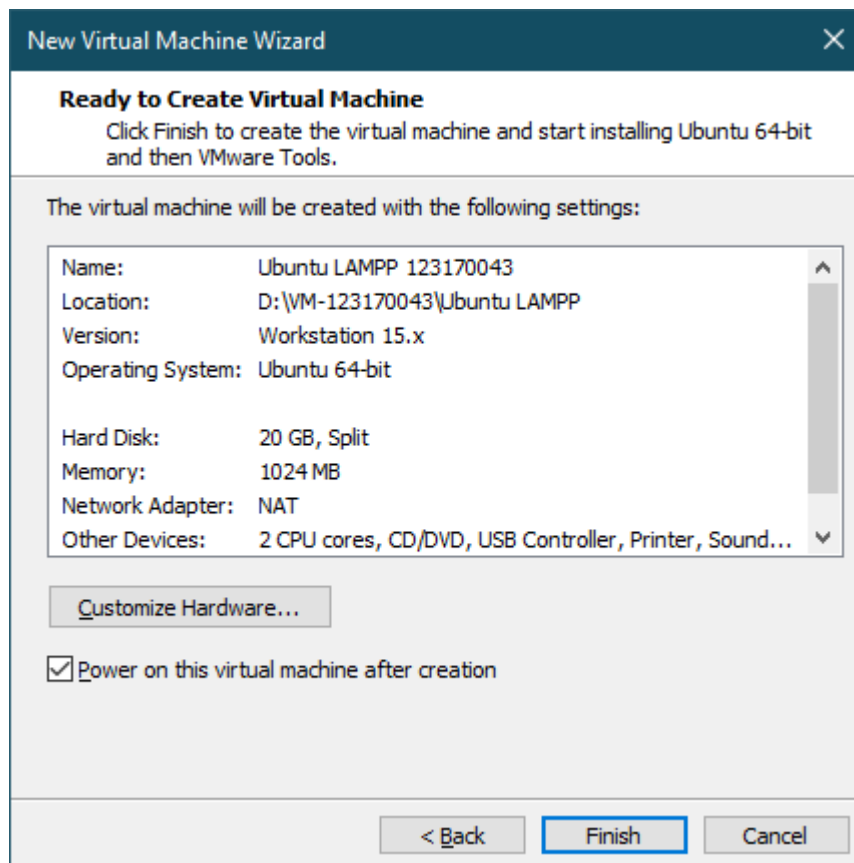 New Virtual Machine Wizard
Ready to Create Virtual Machine
Click Finish to create the virtual machine and start installing Ubuntu 64-bit
and then VMware Tools.
The virtual machine will be created with the following settings:
Name: Ubuntu LAMPP 123170043
Location: D:\VM-123170043\Ubuntu LAMPP
Version: Workstation 15.x
Operating System: Ubuntu 64-bit
Hard Disk: 20 GB, Split
Memory: 1024 MB
Network Adapter: NAT
Other Devices: 2 CPU cores, CD/DVD, USB Controller, Printer, Sound...
Customize Hardware...
Power on this virtual machine after creation
< Back Finish Cancel